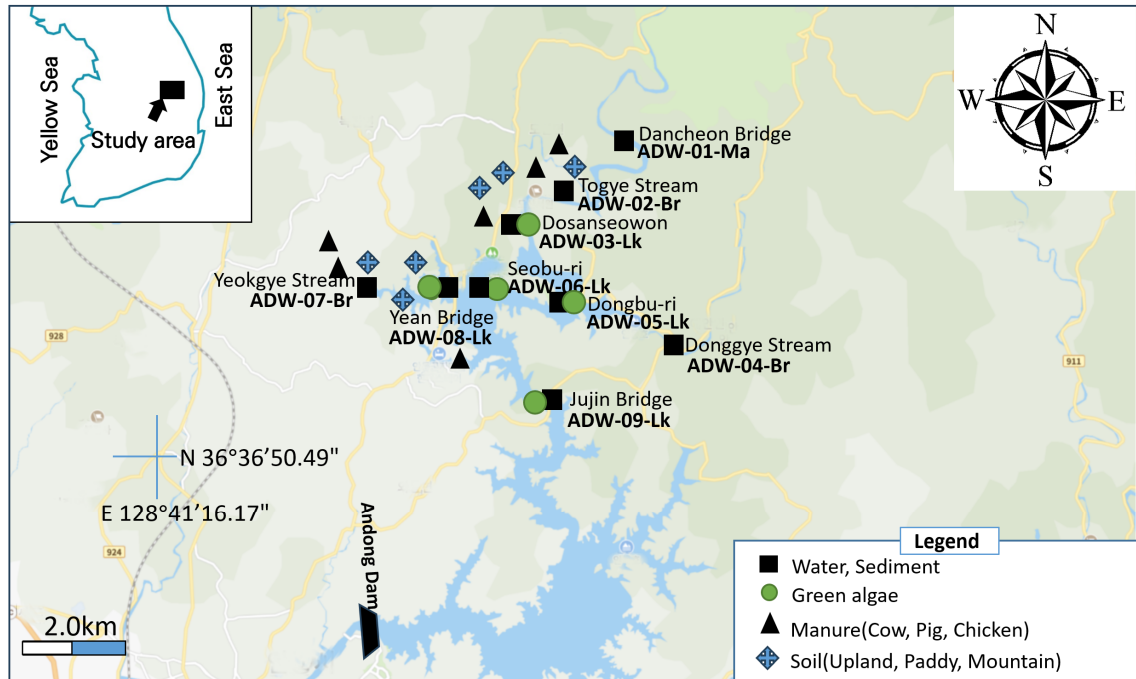 Yellow Sea
East Sea
Study area
N
W
E
S
Dancheon Bridge
ADW-01-Ma
Togye Stream
ADW-02-Br
Dosanseowon
ADW-03-Lk
Seobu-ri
ADW-06-Lk
Yeokgye Stream
ADW-07-Br
Dongbu-ri
ADW-05-Lk
Yean Bridge
ADW-08-Lk
Donggye Stream
ADW-04-Br
928
911
Jujin Bridge
ADW-09-Lk
N 36°36’50.49"
E 128°41’16.17"
924
Andong Dam
2.0km
Legend
Water, Sediment
Green algae
Manure(Cow, Pig, Chicken)
Soil(Upland, Paddy, Mountain)